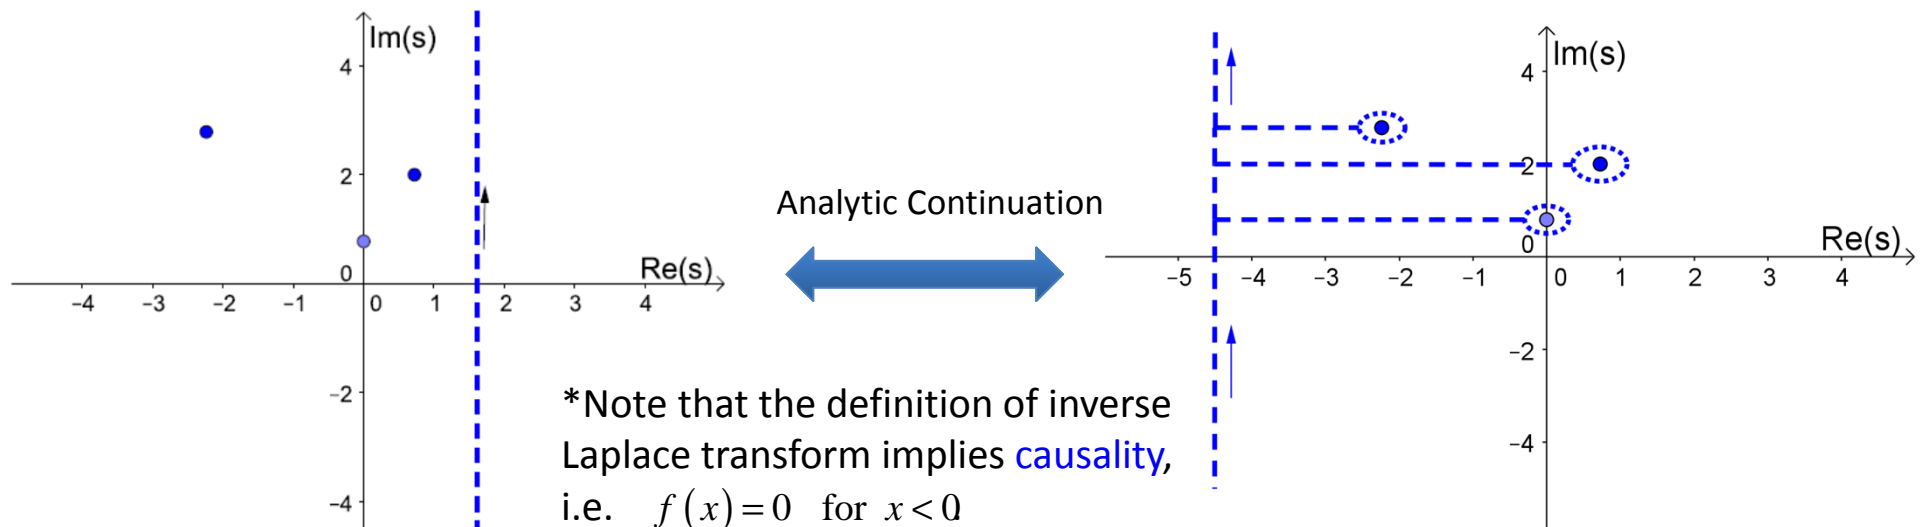 Im(s)
4
2
0
Re(s)
−4 −3 −2 −1 0 1 2 3 4
−2
−4
Analytic Continuation
*Note that the definition of inverse
Laplace transform implies causality,
i.e. f(x)=0 for x<0.
Im(s)
4
2
0
Re(s)
−5 −4 −3 −2 −1 0 1 2 3 4
−2
−4